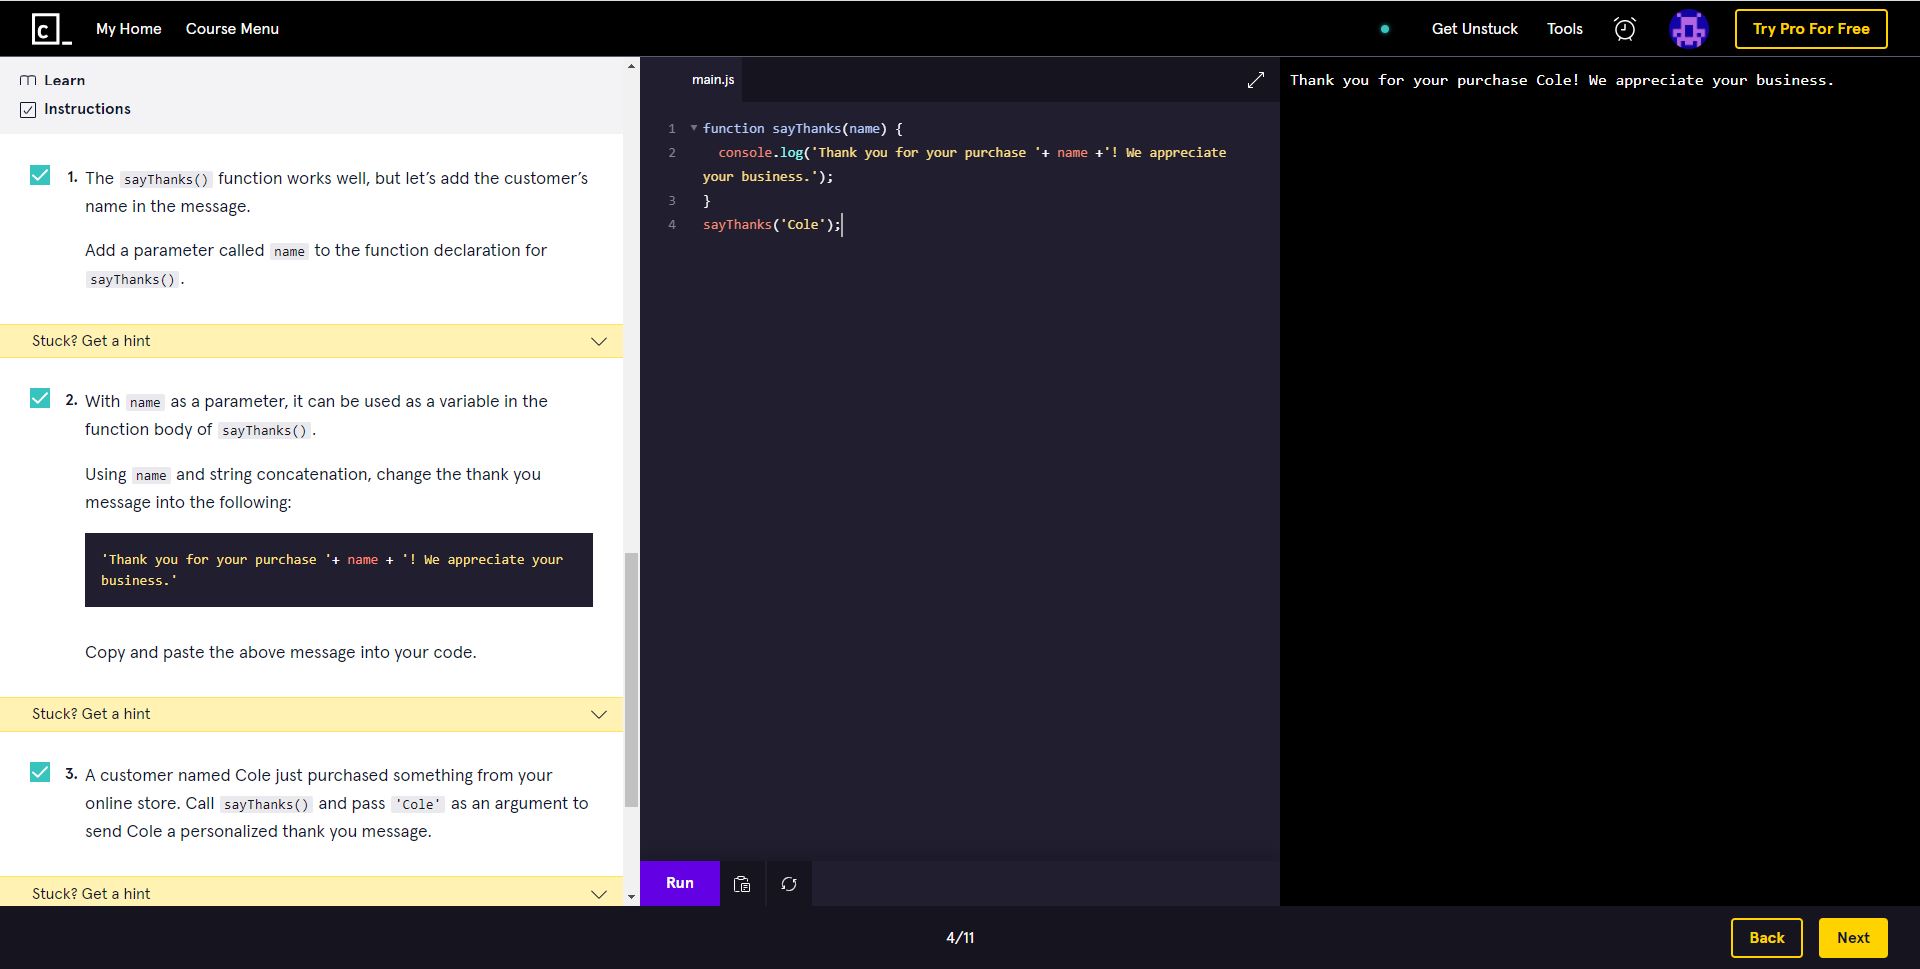 c_ My Home Course Menu Get Unstuck Tools Try Pro For Free
Learn
Instructions
1. The sayThanks() function works well, but let’s add the customer’s
name in the message.
Add a parameter called name to the function declaration for
sayThanks().
Stuck? Get a hint
2. With name as a parameter, it can be used as a variable in the
function body of sayThanks().
Using name and string concatenation, change the thank you
message into the following:
'Thank you for your purchase '+ name + '! We appreciate your
business.'
Copy and paste the above message into your code.
Stuck? Get a hint
3. A customer named Cole just purchased something from your
online store. Call sayThanks() and pass 'Cole' as an argument to
send Cole a personalized thank you message.
Stuck? Get a hint
main.js
1 function sayThanks(name) {
2 console.log('Thank you for your purchase '+ name +'! We appreciate
your business.');
3 }
4 sayThanks('Cole');
Run
Thank you for your purchase Cole! We appreciate your business.
4/11
Back Next